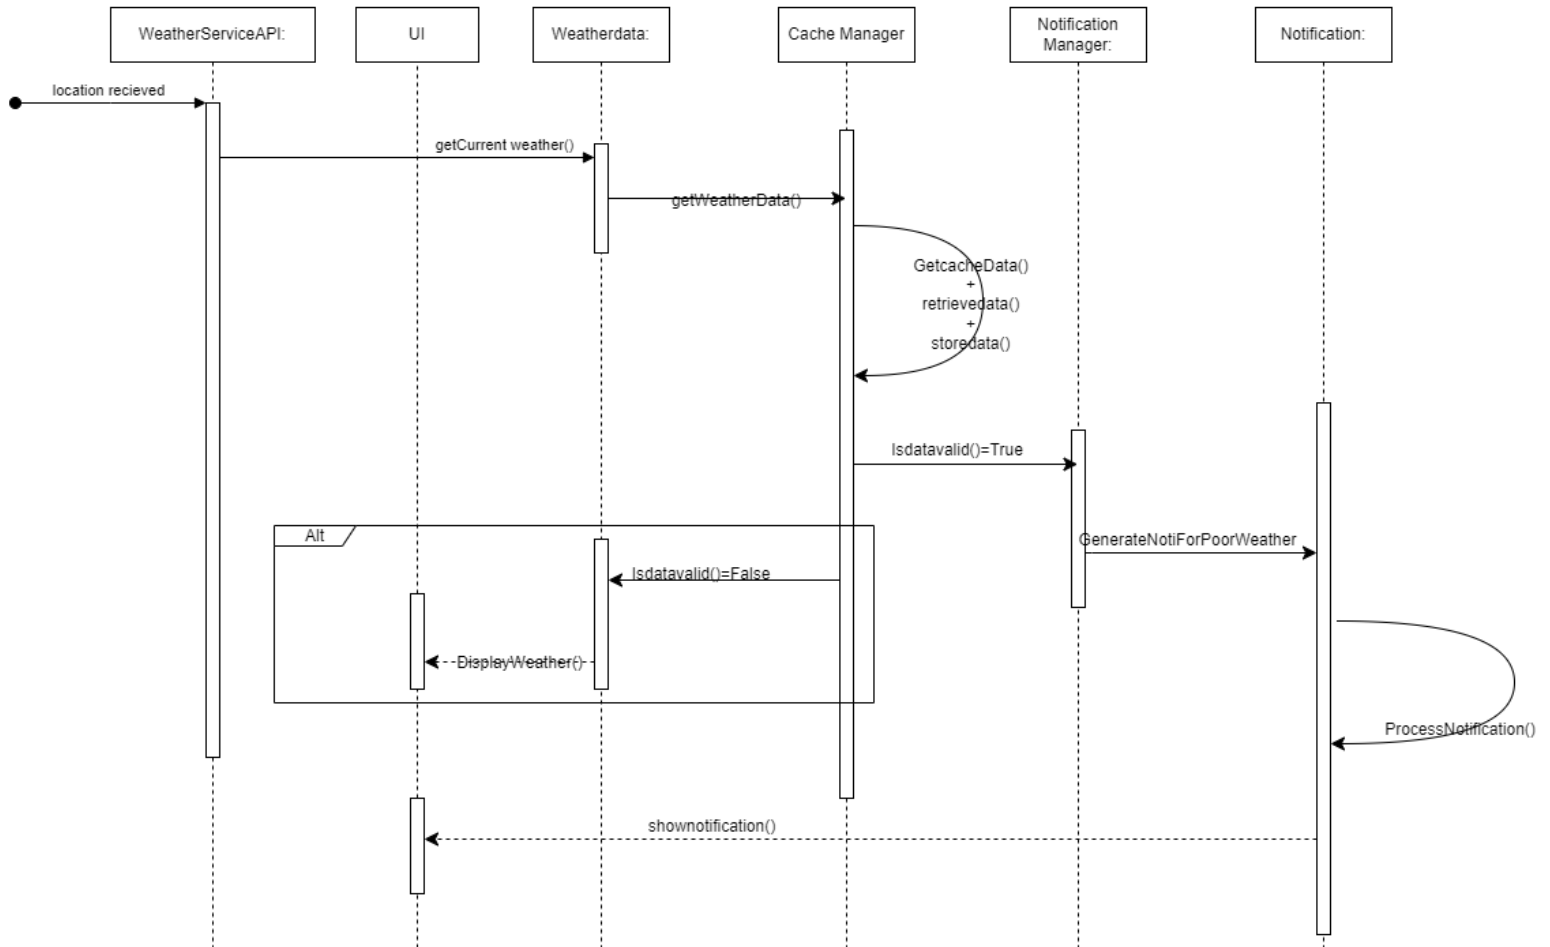 WeatherServiceAPI:
UI
Weatherdata:
Cache Manager
Notification
Manager:
Notification:
location recieved
getCurrent weather()
getWeatherData()
GetcacheData()
+
retrievedata()
+
storedata()
Isdatavalid()=True
Alt
GenerateNotiForPoorWeather
Isdatavalid()=False
DisplayWeather()
ProcessNotification()
shownotification()